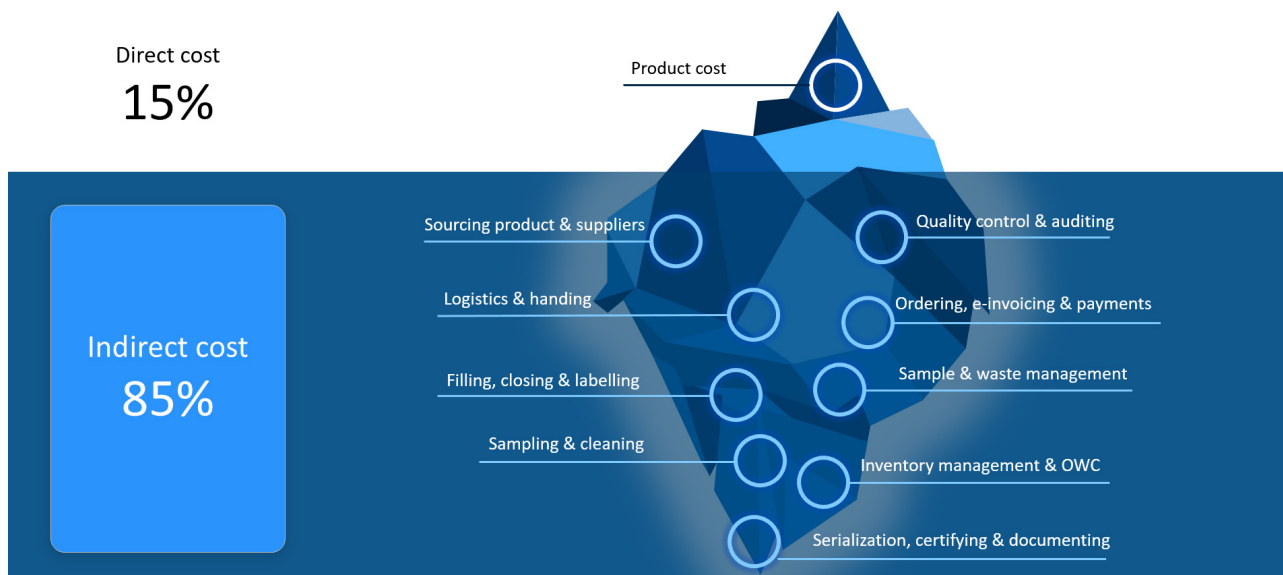 Direct cost
15%
Product cost
Sourcing product & suppliers
Quality control & auditing
Logistics & handing
Ordering, e-invoicing & payments
Indirect cost
85%
Filling, closing & labelling
Sample & waste management
Sampling & cleaning
Inventory management & OWC
Serialization, certifying & documenting